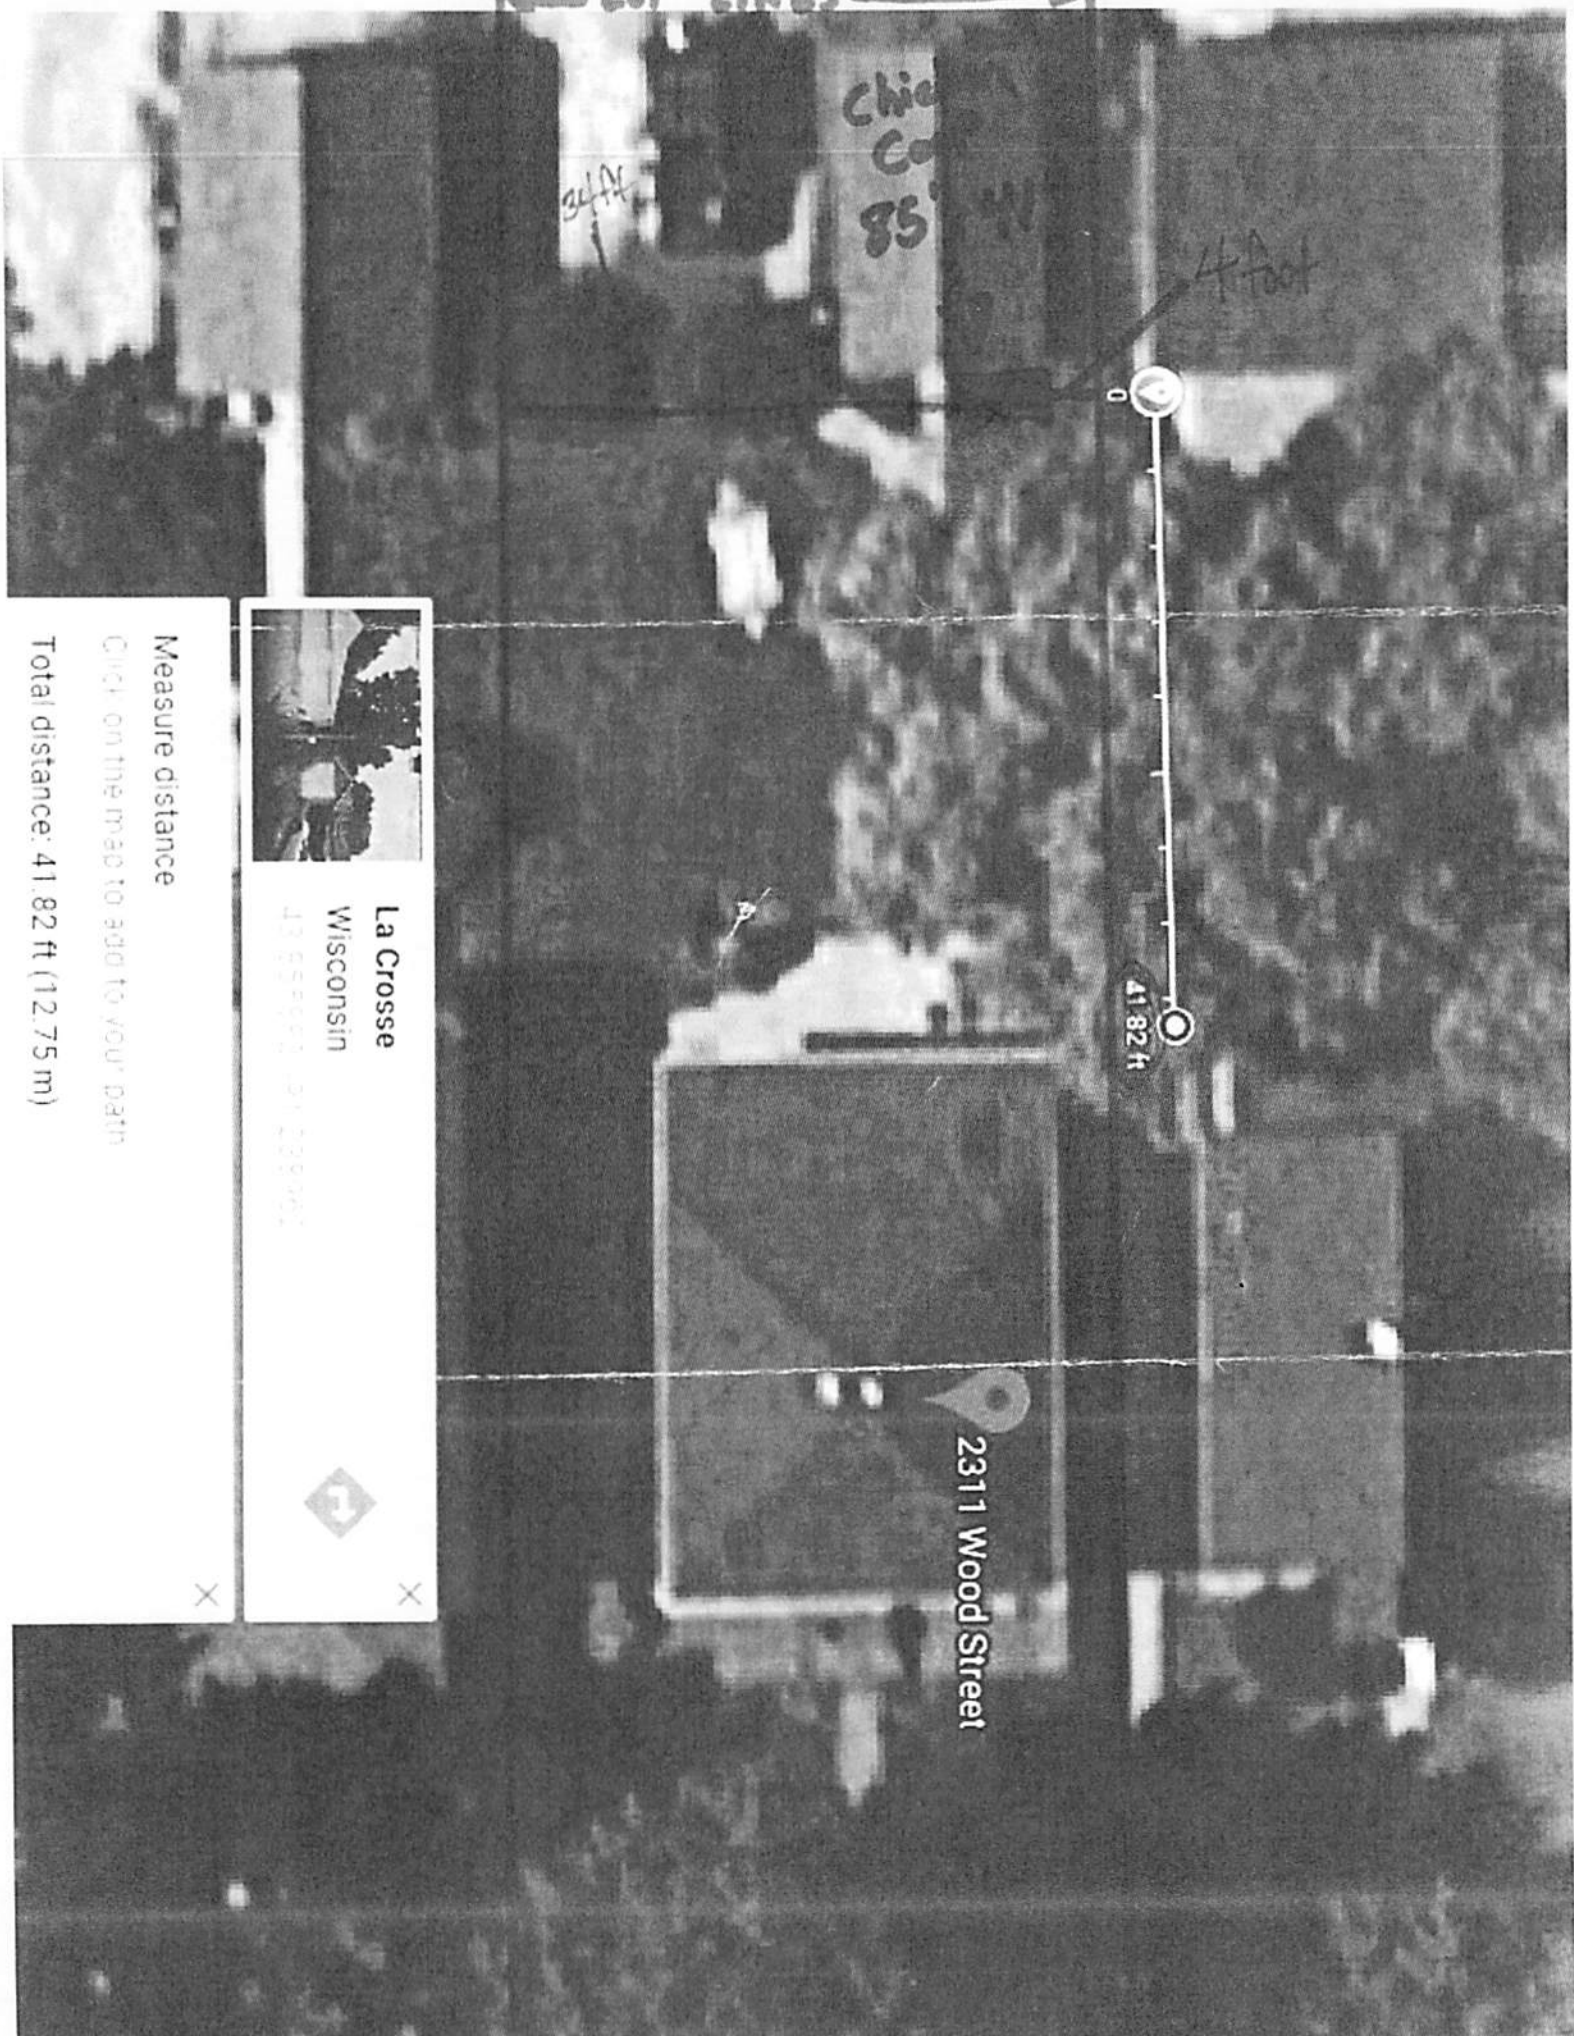 34 ft
85'
4 foot
0
41.82 ft
2311 Wood Street
La Crosse
Wisconsin
Measure distance
Click on the map to add to your path
Total distance: 41.82 ft (12.75 m)